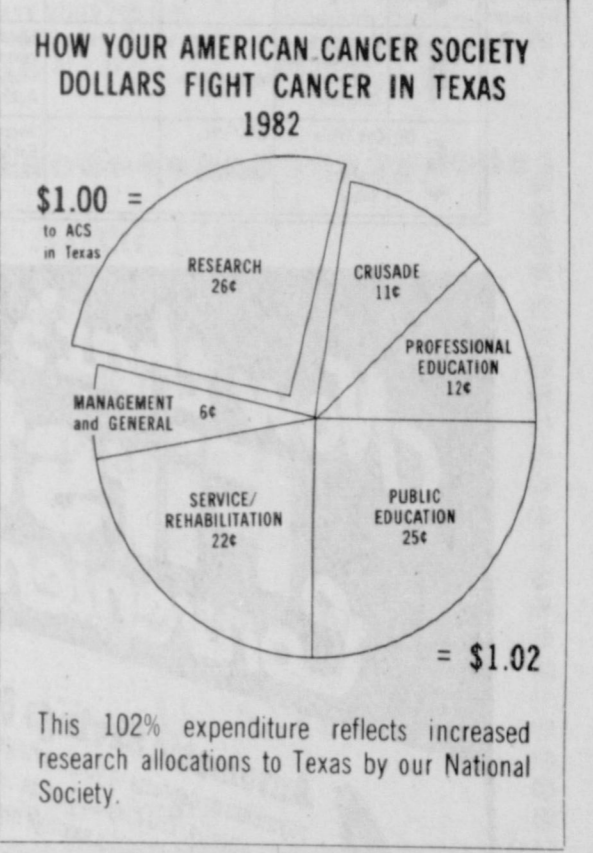 HOW YOUR AMERICAN CANCER SOCIETY
DOLLARS FIGHT CANCER IN TEXAS
1982
$1.00 =
to ACS
in Texas
RESEARCH
26¢
CRUSADE
11¢
PROFESSIONAL
EDUCATION
12¢
MANAGEMENT
and GENERAL
6¢
SERVICE/
REHABILITATION
22¢
PUBLIC
EDUCATION
25¢
= $1.02
This 102% expenditure reflects increased
research allocations to Texas by our National
Society.